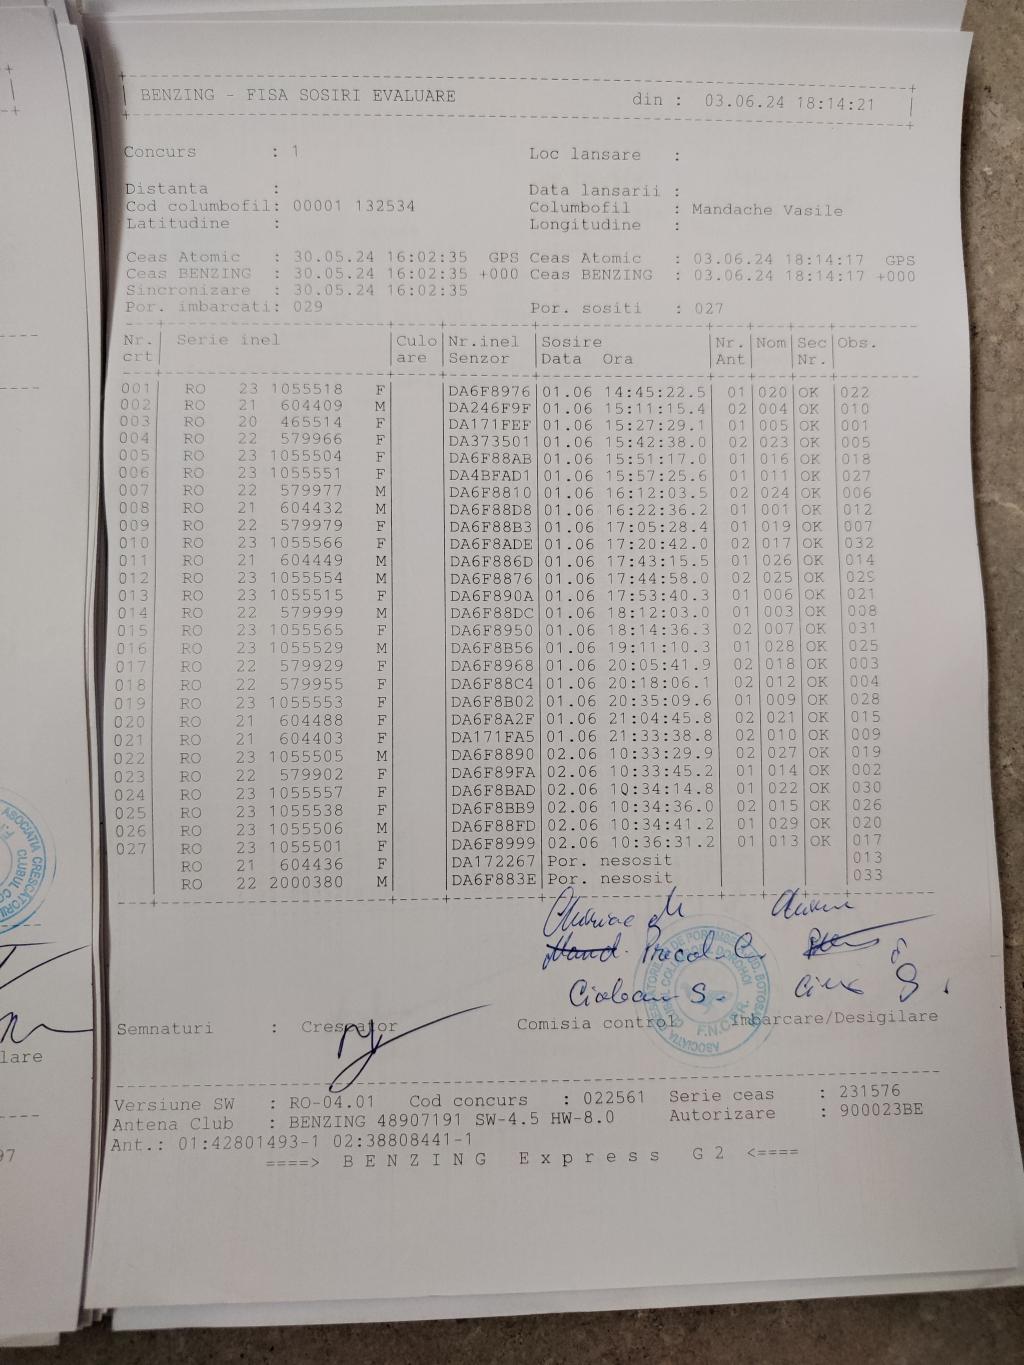 BENZING - FISA SOSIRI EVALUARE din : 03.06.24 18:14:21
Concurs : 1 Loc lansare :
Distanta : Data lansarii :
Cod columbofil: 00001 132534 Columbofil : Mandache Vasile
Latitudine : Longitudine :
Ceas Atomic : 30.05.24 16:02:35 GPS Ceas Atomic : 03.06.24 18:14:17 GPS
Ceas BENZING : 30.05.24 16:02:35 +000 Ceas BENZING : 03.06.24 18:14:17 +000
Sincronizare : 30.05.24 16:02:35
Por. imbarcati: 029 Por. sositi : 027
Nr. Serie inel Culo Nr.inel Sosire Nr. Nom Sec Obs.
crt are Senzor Data Ora Ant Nr.
001 RO 23 1055518 F DA6F8976 01.06 14:45:22.5 01 020 OK 022
002 RO 21 604409 M DA246F9F 01.06 15:11:15.4 02 004 OK 010
003 RO 20 465514 F DA171FEF 01.06 15:27:29.1 01 005 OK 001
004 RO 22 579966 F DA373501 01.06 15:42:38.0 02 023 OK 005
005 RO 23 1055504 F DA6F88AB 01.06 15:51:17.0 01 016 OK 018
006 RO 23 1055551 F DA4BFAD1 01.06 15:57:25.6 01 011 OK 027
007 RO 22 579977 M DA6F8810 01.06 16:12:03.5 02 024 OK 006
008 RO 21 604432 M DA6F88D8 01.06 16:22:36.2 01 001 OK 012
009 RO 22 579979 F DA6F88B3 01.06 17:05:28.4 01 019 OK 007
010 RO 23 1055566 F DA6F8ADE 01.06 17:20:42.0 02 017 OK 032
011 RO 21 604449 M DA6F886D 01.06 17:43:15.5 01 026 OK 014
012 RO 23 1055554 M DA6F8876 01.06 17:44:58.0 02 025 OK 029
013 RO 23 1055515 F DA6F890A 01.06 17:53:40.3 01 006 OK 021
014 RO 22 579999 M DA6F88DC 01.06 18:12:03.0 01 003 OK 008
015 RO 23 1055565 F DA6F8950 01.06 18:14:36.3 02 007 OK 031
016 RO 23 1055529 M DA6F8B56 01.06 19:11:10.3 01 028 OK 025
017 RO 22 579929 F DA6F8968 01.06 20:05:41.9 02 018 OK 003
018 RO 22 579955 F DA6F88C4 01.06 20:18:06.1 02 012 OK 004
019 RO 23 1055553 F DA6F8B02 01.06 20:35:09.6 01 009 OK 028
020 RO 21 604488 F DA6F8A2F 01.06 21:04:45.8 02 021 OK 015
021 RO 21 604403 F DA171FA5 01.06 21:33:38.8 02 010 OK 009
022 RO 23 1055505 M DA6F8890 02.06 10:33:29.9 02 027 OK 019
023 RO 22 579902 F DA6F89FA 02.06 10:33:45.2 01 014 OK 002
024 RO 23 1055557 F DA6F8BAD 02.06 10:34:14.8 01 022 OK 030
025 RO 23 1055538 F DA6F8BB9 02.06 10:34:36.0 02 015 OK 026
026 RO 23 1055506 M DA6F88FD 02.06 10:34:41.2 01 029 OK 020
027 RO 23 1055501 F DA6F8999 02.06 10:36:31.2 01 013 OK 017
RO 21 604436 F DA172267 Por. nesosit 013
RO 22 2000380 M DA6F883E Por. nesosit 033
Semnaturi : Crescator Comisia control Imbarcare/Desigilare
Versiune SW : RO-04.01 Cod concurs : 022561 Serie ceas : 231576
Antena Club : BENZING 48907191 SW-4.5 HW-8.0 Autorizare : 900023BE
Ant.: 01:42801493-1 02:38808441-1
====> B E N Z I N G E x p r e s s G 2 <====